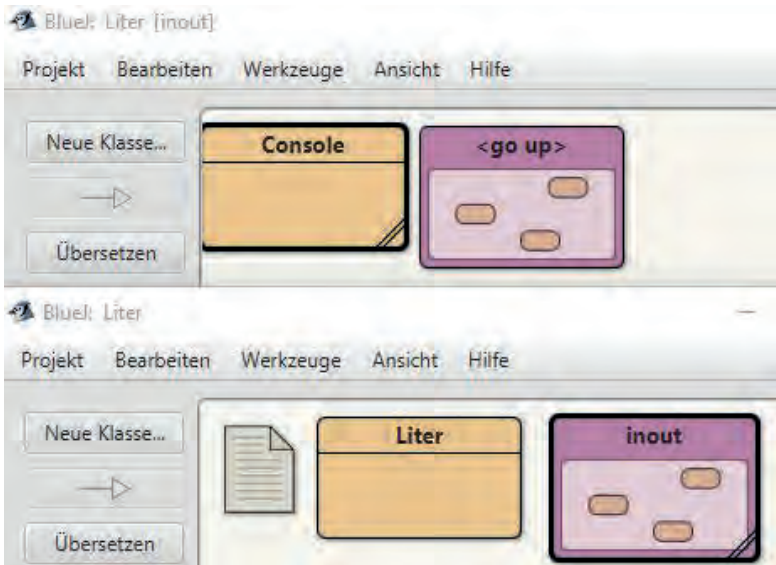 BlueJ: Liter [inout]
Projekt Bearbeiten Werkzeuge Ansicht Hilfe
Neue Klasse...
Console
<go up>
Übersetzen
BlueJ: Liter
Projekt Bearbeiten Werkzeuge Ansicht Hilfe
Neue Klasse...
Liter
inout
Übersetzen